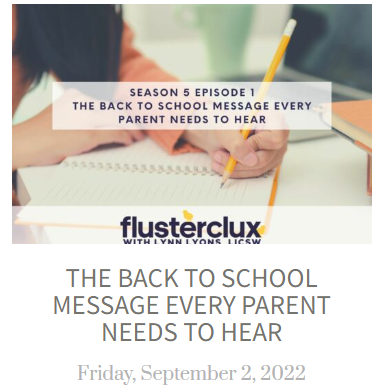 SEASON 5 EPISODE 1
THE BACK TO SCHOOL MESSAGE EVERY
PARENT NEEDS TO HEAR
flusterclux
WITH LYNN LYONS, LICSW
THE BACK TO SCHOOL
MESSAGE EVERY PARENT
NEEDS TO HEAR
Friday, September 2, 2022